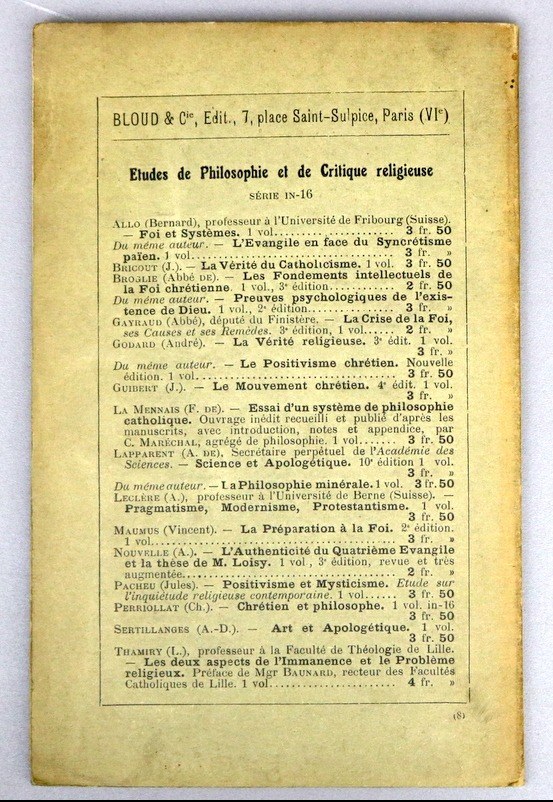 BLOUD & Cie, Edit., 7, place Saint-Sulpice, Paris (VIe)
Etudes de Philosophie et de Critique religieuse
SÉRIE IN-16
ALLO (Bernard), professeur à l'Université de Fribourg (Suisse).
— Foi et Systèmes. 1 vol. . . . . . . . . . . . . . . . . . . . 3 fr. 50
Du même auteur. — L'Evangile en face du Syncrétisme
païen. 1 vol. . . . . . . . . . . . . . . . . . . . . . . . . . . . . 3 fr. »
BRICOUT (J.). — La Vérité du Catholicisme. 1 vol. 3 fr. 50
BROGLIE (Abbé DE). — Les Fondements intellectuels de
la Foi chrétienne. 1 vol., 3e édition. . . . . . . . . . . . 2 fr. 50
Du même auteur. — Preuves psychologiques de l'exis-
tence de Dieu. 1 vol., 2e édition. . . . . . . . . . . . . . 3 fr. »
GAYRAUD (Abbé), député du Finistère. — La Crise de la Foi,
ses Causes et ses Remèdes. 3e édition, 1 vol. . . . . . 2 fr. »
GODARD (André). — La Vérité religieuse. 3e édit. 1 vol.
3 fr. »
Du même auteur. — Le Positivisme chrétien. Nouvelle
édition. 1 vol. . . . . . . . . . . . . . . . . . . . . . . . . . . 3 fr. 50
GUIBERT (J.). — Le Mouvement chrétien. 4e édit. 1 vol.
3 fr. »
LA MENNAIS (F. DE). — Essai d'un système de philosophie
catholique. Ouvrage inédit recueilli et publié d'après les
manuscrits, avec introduction, notes et appendice, par
C. MARÉCHAL, agrégé de philosophie. 1 vol. . . . . . . 3 fr. 50
LAPPARENT (A. DE), Secrétaire perpétuel de l'Académie des
Sciences. — Science et Apologétique. 10e édition 1 vol.
3 fr. »
Du même auteur. — La Philosophie minérale. 1 vol. 3 fr. 50
LECLÈRE (A.), professeur à l'Université de Berne (Suisse). —
Pragmatisme, Modernisme, Protestantisme. 1 vol.
3 fr. 50
MAUMUS (Vincent). — La Préparation à la Foi. 2e édition.
1 vol. . . . . . . . . . . . . . . . . . . . . . . . . . . . . . . . . . 3 fr. »
NOUVELLE (A.). — L'Authenticité du Quatrième Evangile
et la thèse de M. Loisy. 1 vol, 3e édition, revue et très
augmentée. . . . . . . . . . . . . . . . . . . . . . . . . . . . . 2 fr. »
PACHEU (Jules). — Positivisme et Mysticisme. Etude sur
l'inquiétude religieuse contemporaine. 1 vol. . . . . . 3 fr. 50
PERRIOLLAT (Ch.). — Chrétien et philosophe. 1 vol. in-16
3 fr. 50
SERTILLANGES (A.-D.). — Art et Apologétique. 1 vol.
3 fr. 50
THAMIRY (L.), professeur à la Faculté de Théologie de Lille.
— Les deux aspects de l'Immanence et le Problème
religieux. Préface de Mgr BAUNARD, recteur des Facultés
Catholiques de Lille. 1 vol. . . . . . . . . . . . . . . . . . . . 4 fr. »
(8)